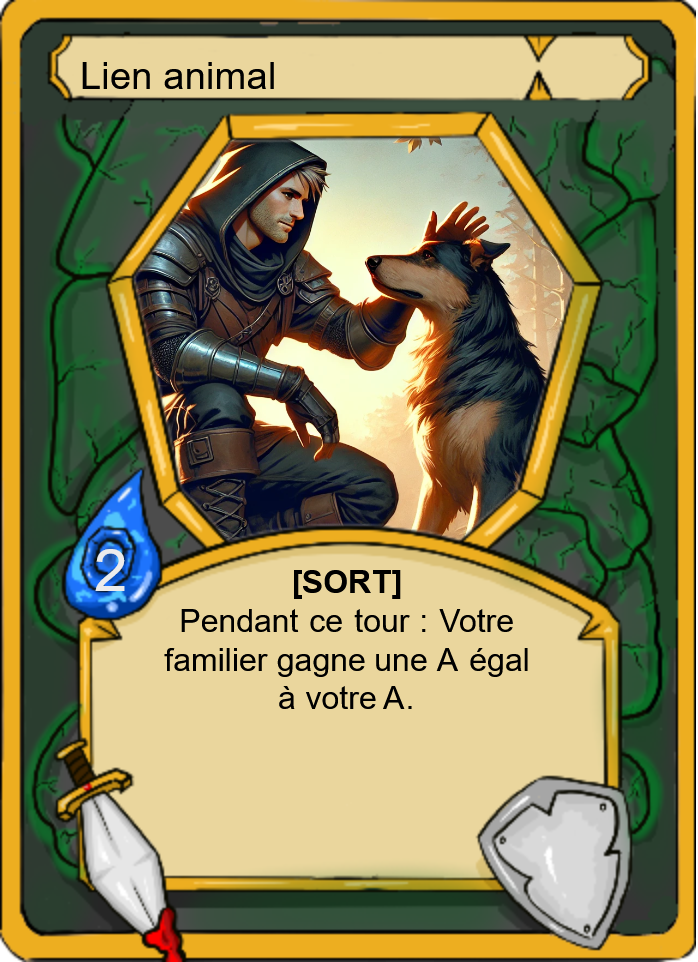 Lien animal
2
[SORT]
Pendant ce tour : Votre
familier gagne une A égal
à votre A.